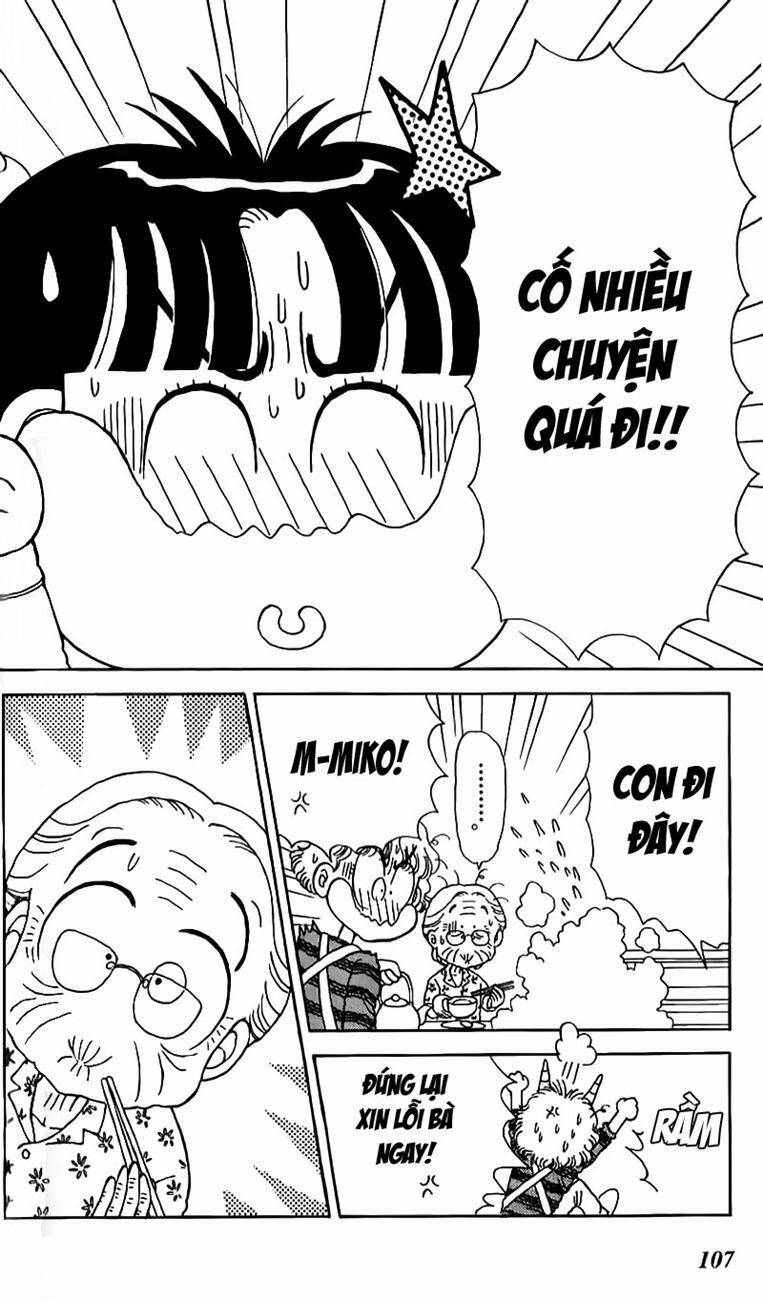 CỐ NHIỀU
CHUYỆN
QUÁ ĐI!!
M-MIKO!
CON ĐI
ĐÂY!
ĐỨNG LẠI
XIN LỖI BÀ
NGAY!
RẦM
107